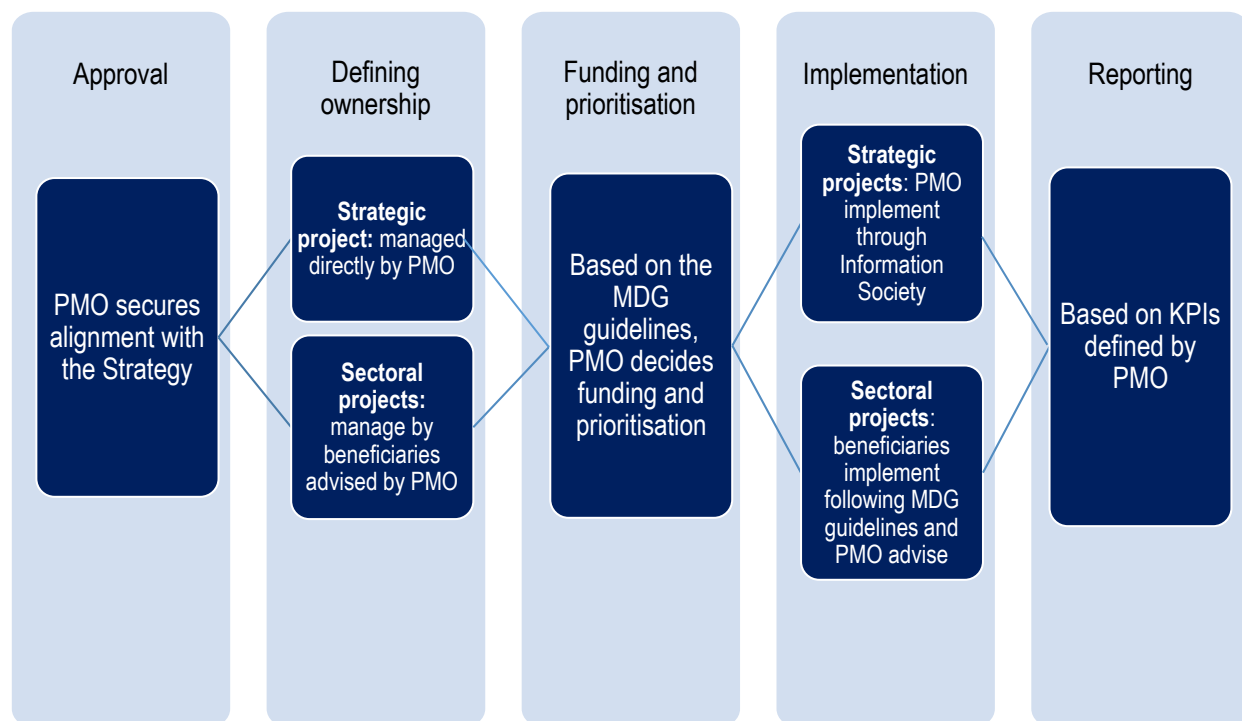 Approval
PMO secures
alignment with
the Strategy
Defining
ownership
Strategic
project: managed
directly by PMO
Sectoral
projects:
manage by
beneficiaries
advised by PMO
Funding and
prioritisation
Based on the
MDG
guidelines,
PMO decides
funding and
prioritisation
Implementation
Strategic
projects: PMO
implement
through
Information
Society
Sectoral
projects:
beneficiaries
implement
following MDG
guidelines and
PMO advise
Reporting
Based on KPIs
defined by
PMO